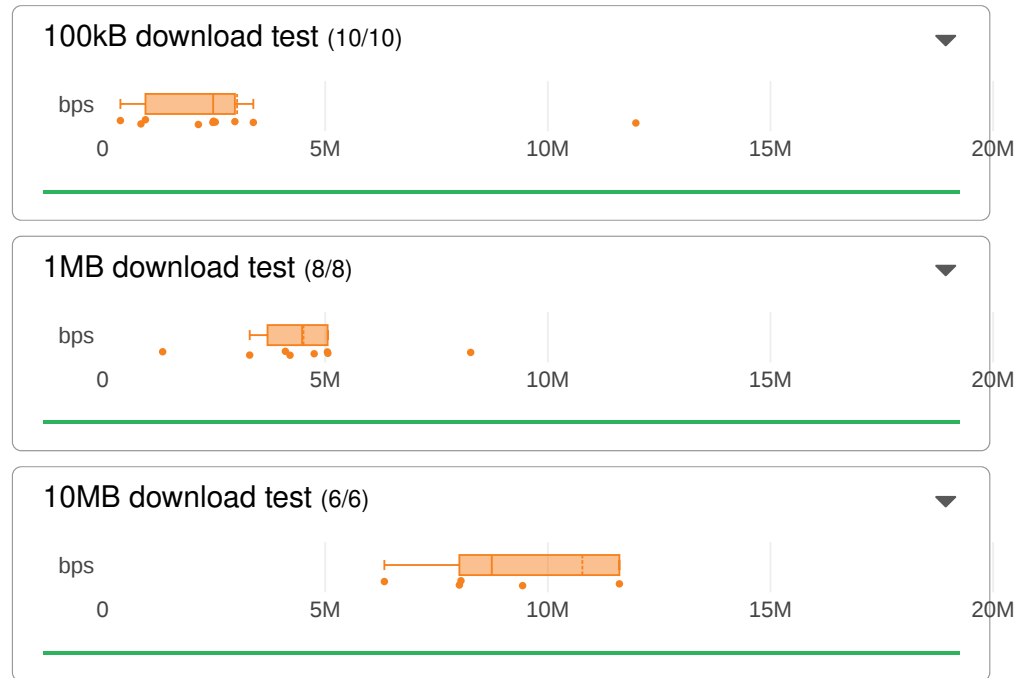 100kB download test (10/10)
bps
0 5M 10M 15M 20M
1MB download test (8/8)
bps
0 5M 10M 15M 20M
10MB download test (6/6)
bps
0 5M 10M 15M 20M